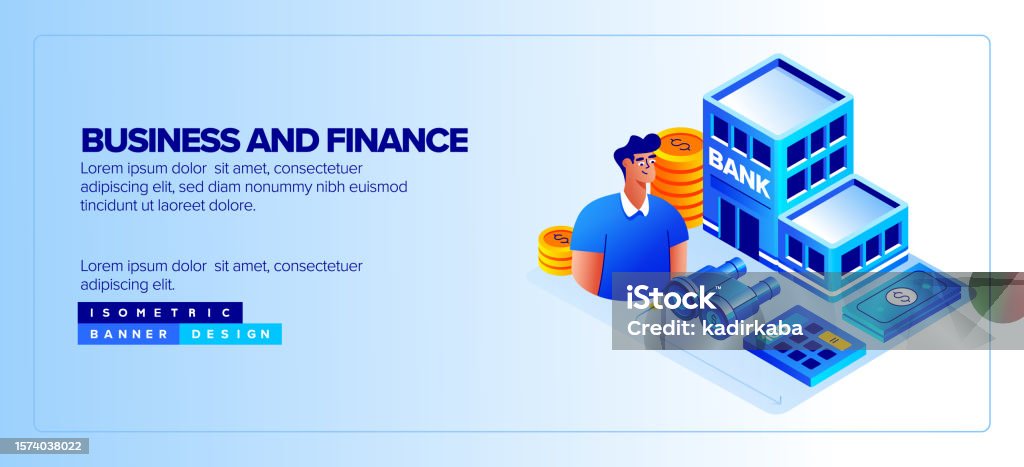 BUSINESS AND FINANCE
Lorem ipsum dolor  sit amet, consectetuer
adipiscing elit, sed diam nonummy nibh euismod
tincidunt ut laoreet dolore.
Lorem ipsum dolor  sit amet, consectetuer
adipiscing elit.
ISOMETRIC
BANNER DESIGN
BANK
$
$
$
iStock™
Credit: kadirkaba
1574038022